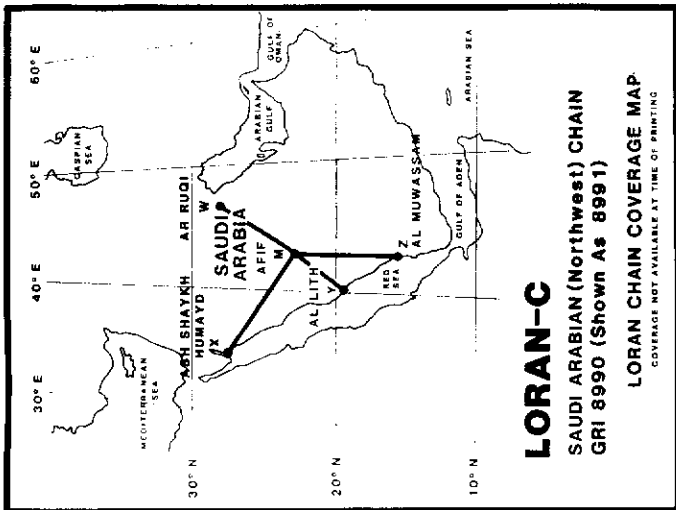 60° E
50° E
40° E
30° E
30° N
20° N
10° N
CASPIAN
SEA
GULF OF
OMAN
ARABIAN
GULF
ARABIAN SEA
MEDITERRANEAN
SEA
ASH SHAYKH
HUMAYD
X
AR RUQI
W
SAUDI
ARABIA
AFIF
M
AL LITH
Y
RED
SEA
Z
AL MUWASSAM
GULF OF ADEN
LORAN-C
SAUDI ARABIAN (Northwest) CHAIN
GRI 8990 (Shown As 8991)
LORAN CHAIN COVERAGE MAP
COVERAGE NOT AVAILABLE AT TIME OF PRINTING